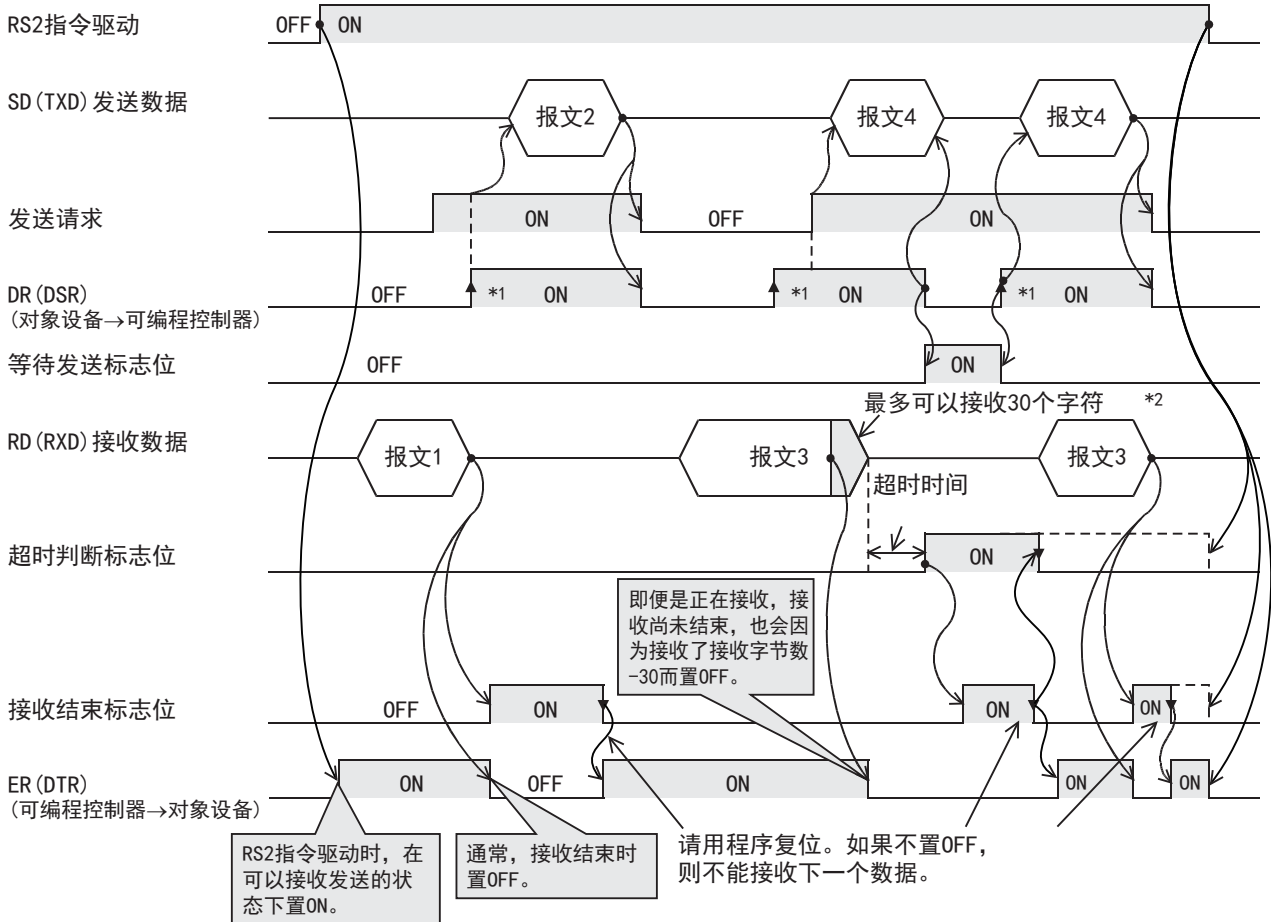 RS2指令驱动
OFF
ON
SD(TXD)发送数据
报文2
报文4
报文4
发送请求
ON
OFF
ON
DR(DSR)
(对象设备→可编程控制器)
OFF
*1 ON
*1 ON
*1 ON
等待发送标志位
OFF
ON
最多可以接收30个字符 *2
RD(RXD)接收数据
报文1
报文3
报文3
超时时间
超时判断标志位
ON
即便是正在接收，接
收尚未结束，也会因
为接收了接收字节数
-30而置OFF。
接收结束标志位
OFF
ON
ON
ON
ER(DTR)
(可编程控制器→对象设备)
ON
OFF
ON
ON
ON
RS2指令驱动时，在
可以接收发送的状
态下置ON。
通常，接收结束时
置OFF。
请用程序复位。如果不置OFF，
则不能接收下一个数据。